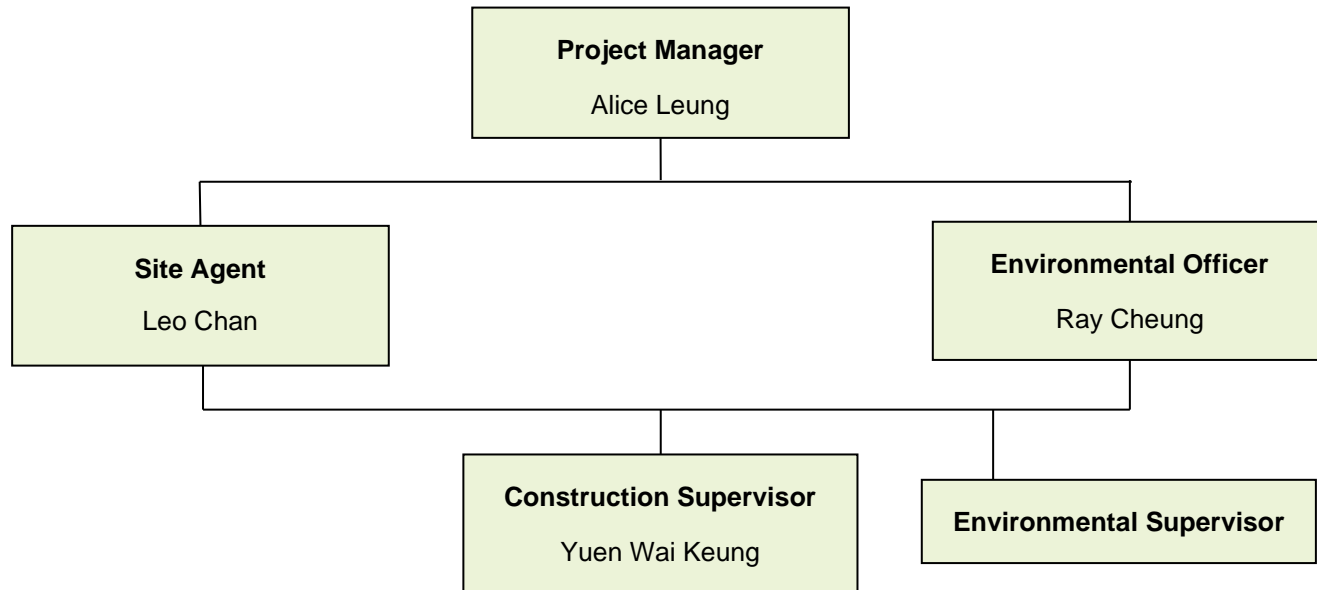 Project Manager
Alice Leung
Site Agent
Leo Chan
Environmental Officer
Ray Cheung
Construction Supervisor
Yuen Wai Keung
Environmental Supervisor